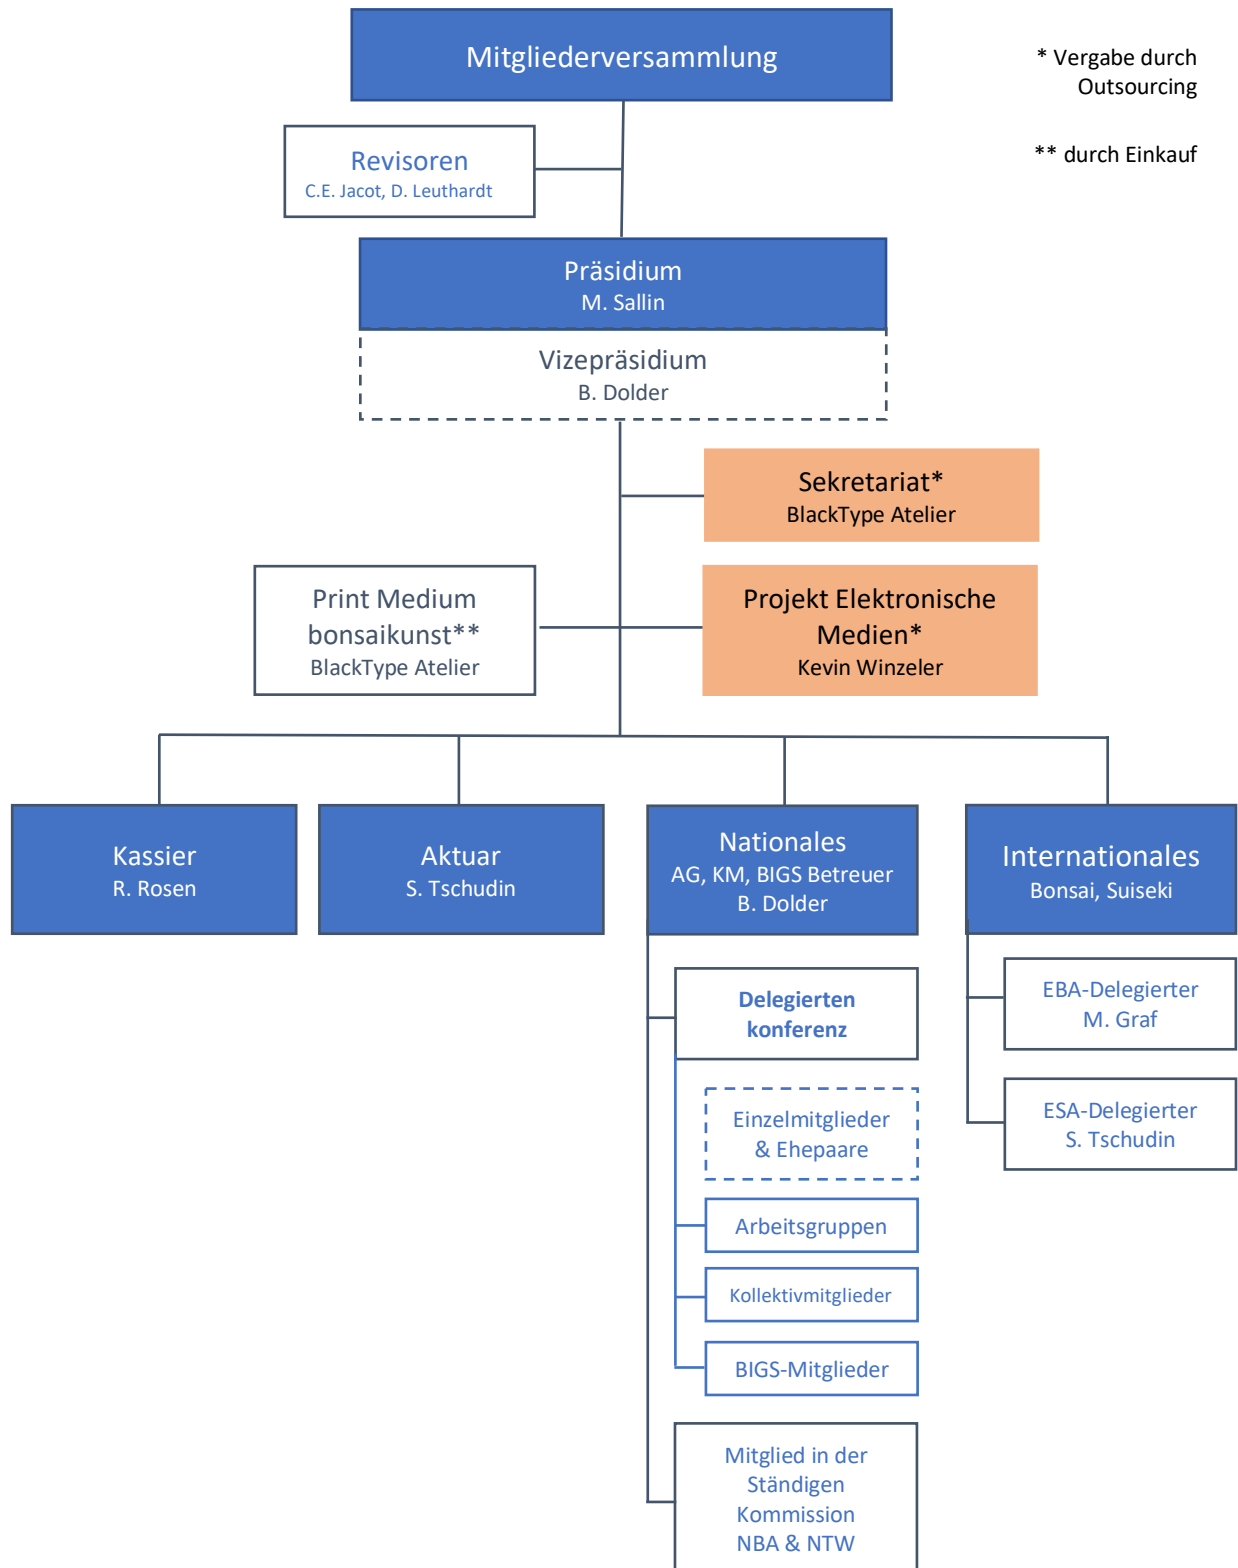 Mitgliederversammlung
* Vergabe durch
Outsourcing
** durch Einkauf
Revisoren
C.E. Jacot, D. Leuthardt
Präsidium
M. Sallin
Vizepräsidium
B. Dolder
Sekretariat*
BlackType Atelier
Print Medium
bonsaikunst**
BlackType Atelier
Projekt Elektronische
Medien*
Kevin Winzeler
Kassier
R. Rosen
Aktuar
S. Tschudin
Nationales
AG, KM, BIGS Betreuer
B. Dolder
Internationales
Bonsai, Suiseki
Delegierten
konferenz
Einzelmitglieder
& Ehepaare
Arbeitsgruppen
Kollektivmitglieder
BIGS-Mitglieder
Mitglied in der
Ständigen
Kommission
NBA & NTW
EBA-Delegierter
M. Graf
ESA-Delegierter
S. Tschudin